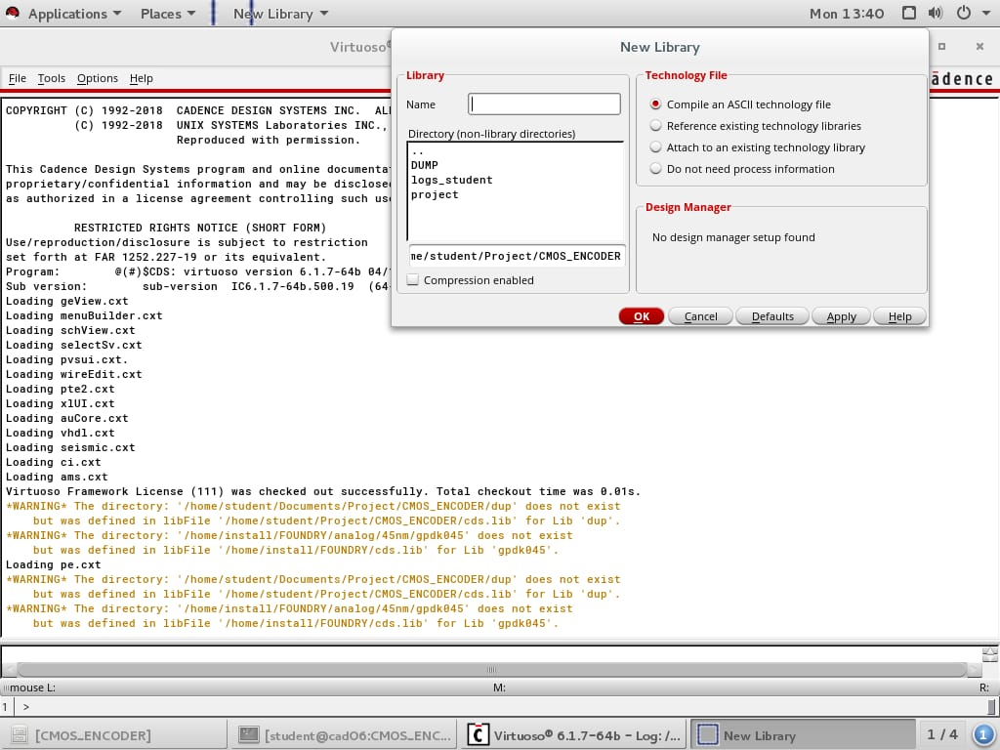 Applications Places New Library Mon 13:40
Virtuoso®
New Library
File Tools Options Help
cādence
COPYRIGHT (C) 1992-2018 CADENCE DESIGN SYSTEMS INC.
(C) 1992-2018 UNIX SYSTEMS Laboratories INC.,
Reproduced with permission.
This Cadence Design Systems program and online documenta
proprietary/confidential information and may be disclosed
as authorized in a license agreement controlling such use
RESTRICTED RIGHTS NOTICE (SHORT FORM)
Use/reproduction/disclosure is subject to restriction
set forth at FAR 1252.227-19 or its equivalent.
Program: @(#)$CDS: virtuoso version 6.1.7-64b 04/
Sub version: sub-version IC6.1.7-64b.500.19 (64-
Loading geView.cxt
Loading menuBuilder.cxt
Loading schView.cxt
Loading selectSv.cxt
Loading pvsui.cxt.
Loading wireEdit.cxt
Loading pte2.cxt
Loading xlUI.cxt
Loading auCore.cxt
Loading vhdl.cxt
Loading seismic.cxt
Loading ci.cxt
Loading ams.cxt
Virtuoso Framework License (111) was checked out successfully. Total checkout time was 0.01s.
*WARNING* The directory: '/home/student/Documents/Project/CMOS_ENCODER/dup' does not exist
but was defined in libFile '/home/student/Project/CMOS_ENCODER/cds.lib' for Lib 'dup'.
*WARNING* The directory: '/home/install/FOUNDRY/analog/45nm/gpdk045' does not exist
but was defined in libFile '/home/install/FOUNDRY/cds.lib' for Lib 'gpdk045'.
Loading pe.cxt
*WARNING* The directory: '/home/student/Documents/Project/CMOS_ENCODER/dup' does not exist
but was defined in libFile '/home/student/Project/CMOS_ENCODER/cds.lib' for Lib 'dup'.
*WARNING* The directory: '/home/install/FOUNDRY/analog/45nm/gpdk045' does not exist
but was defined in libFile '/home/install/FOUNDRY/cds.lib' for Lib 'gpdk045'.
Library
Name
Directory (non-library directories)
..
DUMP
logs_student
project
me/student/Project/CMOS_ENCODER
Compression enabled
Technology File
Compile an ASCII technology file
Reference existing technology libraries
Attach to an existing technology library
Do not need process information
Design Manager
No design manager setup found
OK Cancel Defaults Apply Help
mouse L: M: R:
1 >
[CMOS_ENCODER] [student@cad06:CMOS_ENC... Virtuoso® 6.1.7-64b - Log: /... New Library 1 / 4 1